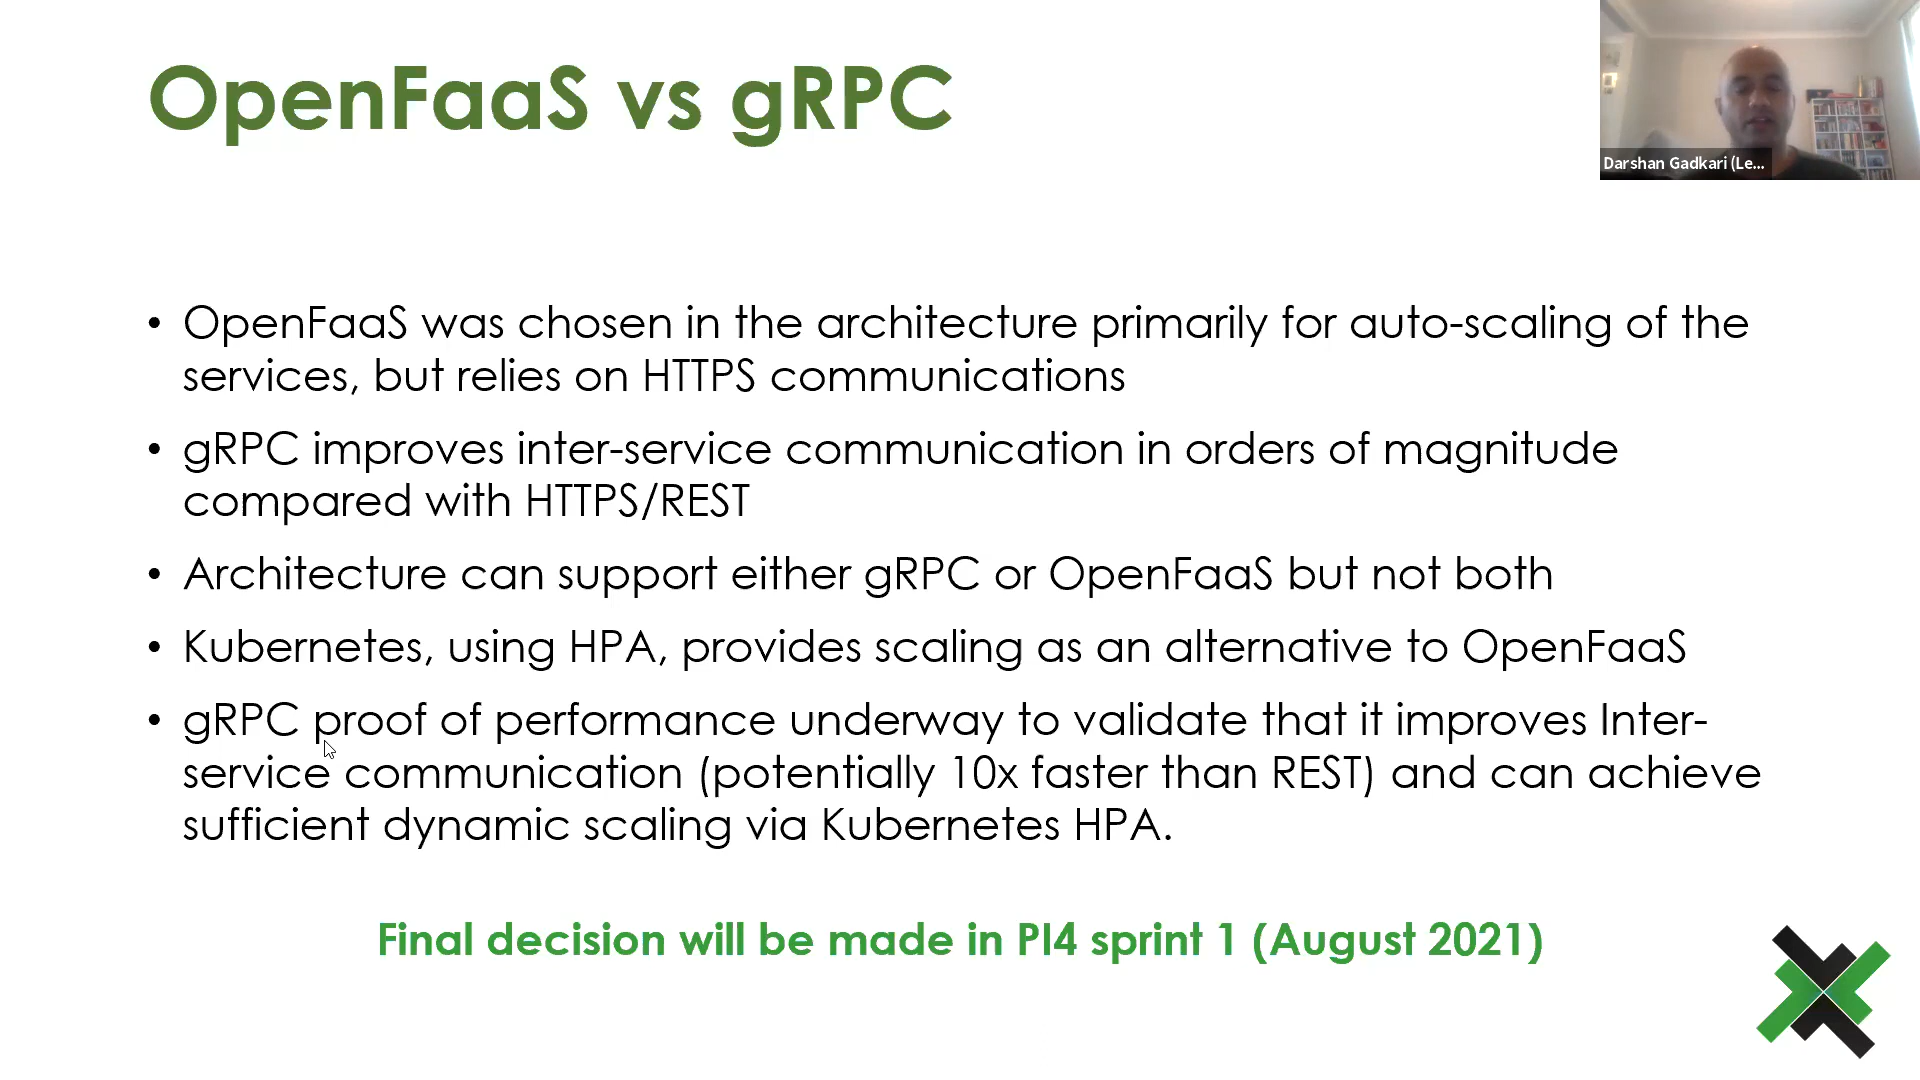 OpenFaaS vs gRPC
Darshan Gadkari (Le...
• OpenFaaS was chosen in the architecture primarily for auto-scaling of the
services, but relies on HTTPS communications
• gRPC improves inter-service communication in orders of magnitude
compared with HTTPS/REST
• Architecture can support either gRPC or OpenFaaS but not both
• Kubernetes, using HPA, provides scaling as an alternative to OpenFaaS
• gRPC proof of performance underway to validate that it improves Inter-
service communication (potentially 10x faster than REST) and can achieve
sufficient dynamic scaling via Kubernetes HPA.
Final decision will be made in PI4 sprint 1 (August 2021)